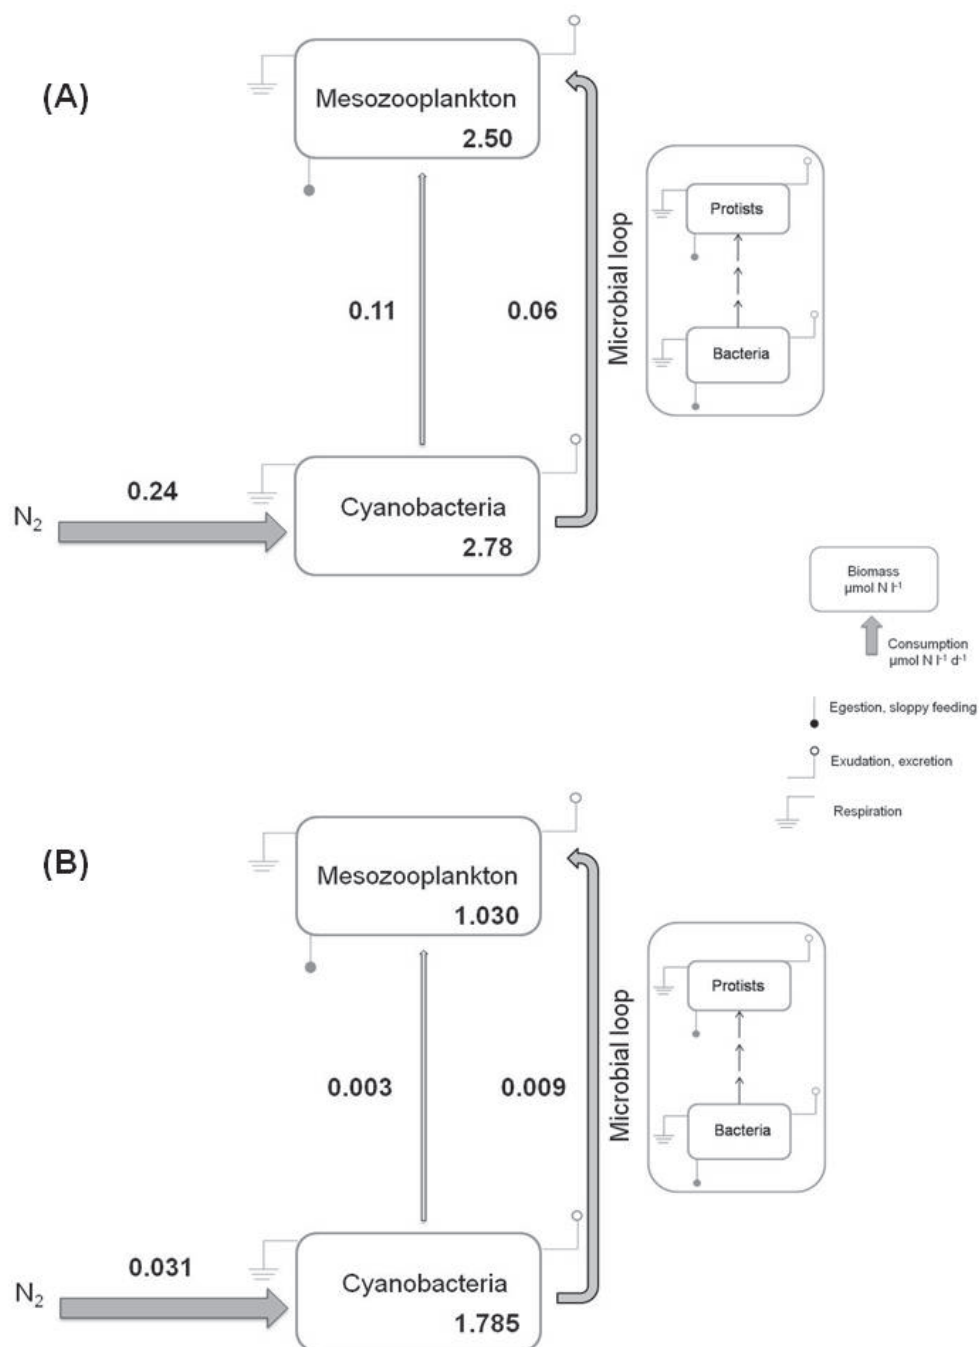 (A)
Mesozooplankton
2.50
Protists
Microbial loop
0.11
0.06
Bacteria
0.24
N₂
Cyanobacteria
2.78
Biomass
µmol N l⁻¹
Consumption
µmol N l⁻¹ d⁻¹
Egestion, sloppy feeding
Exudation, excretion
Respiration
(B)
Mesozooplankton
1.030
Protists
Microbial loop
0.003
0.009
Bacteria
0.031
N₂
Cyanobacteria
1.785